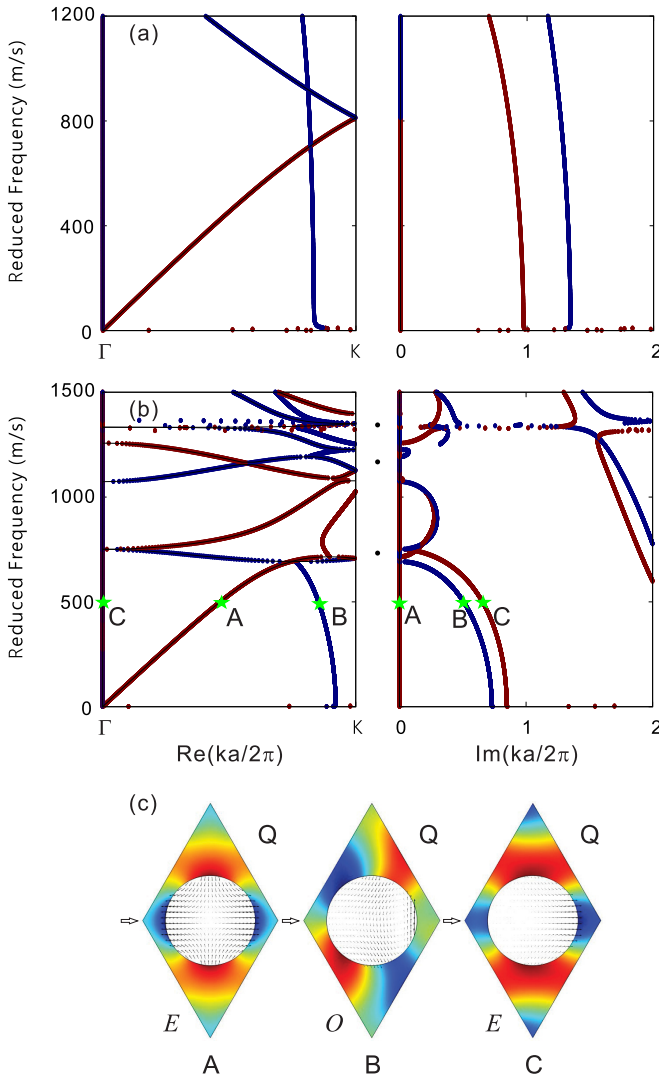 (a)
Reduced Frequency (m/s)
1200
800
400
0
Γ
K
0
1
2
(b)
Reduced Frequency (m/s)
1500
1000
500
0
C
A
B
A
B
C
Γ
K
0
1
2
Re(ka/2π)
Im(ka/2π)
(c)
Q
Q
Q
E
O
E
A
B
C